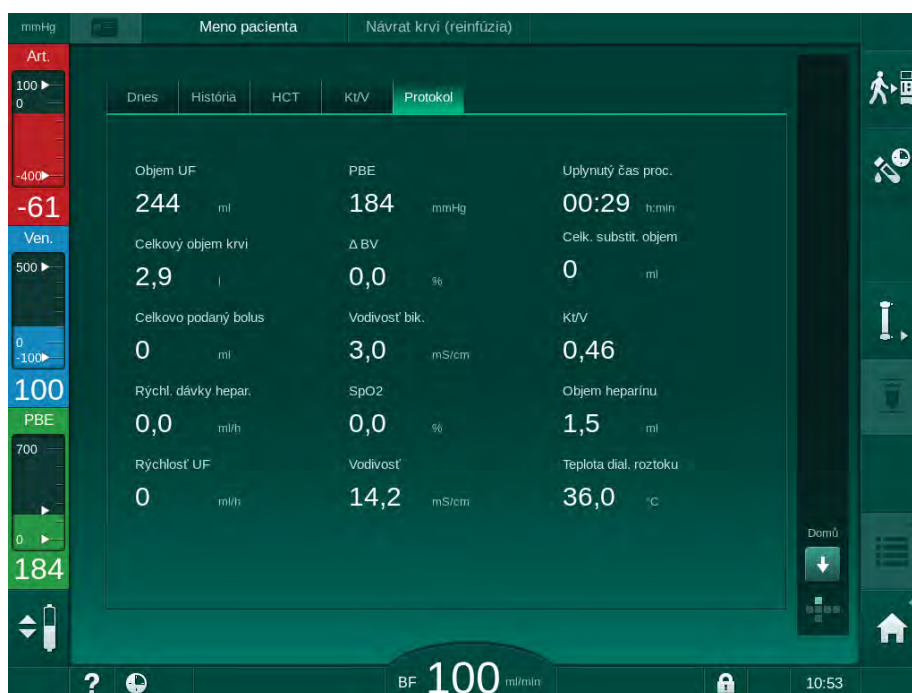 mmHg Meno pacienta Návrat krvi (reinfúzia)
Art.
100
0
-400
-61
Ven.
500
0
-100
100
PBE
700
0
184
Dnes História HCT Kt/V Protokol
Objem UF PBE Uplynutý čas proc.
244 ml 184 mmHg 00:29 h:min
Celkový objem krvi Δ BV Celk. substit. objem
2,9 l 0,0 % 0 ml
Celkovo podaný bolus Vodivosť bik. Kt/V
0 ml 3,0 mS/cm 0,46
Rýchl. dávky hepar. SpO2 Objem heparínu
0,0 ml/h 0,0 % 1,5 ml
Rýchlosť UF Vodivosť Teplota dial. roztoku
0 ml/h 14,2 mS/cm 36,0 °C
Domů
? BF 100 ml/min 10:53